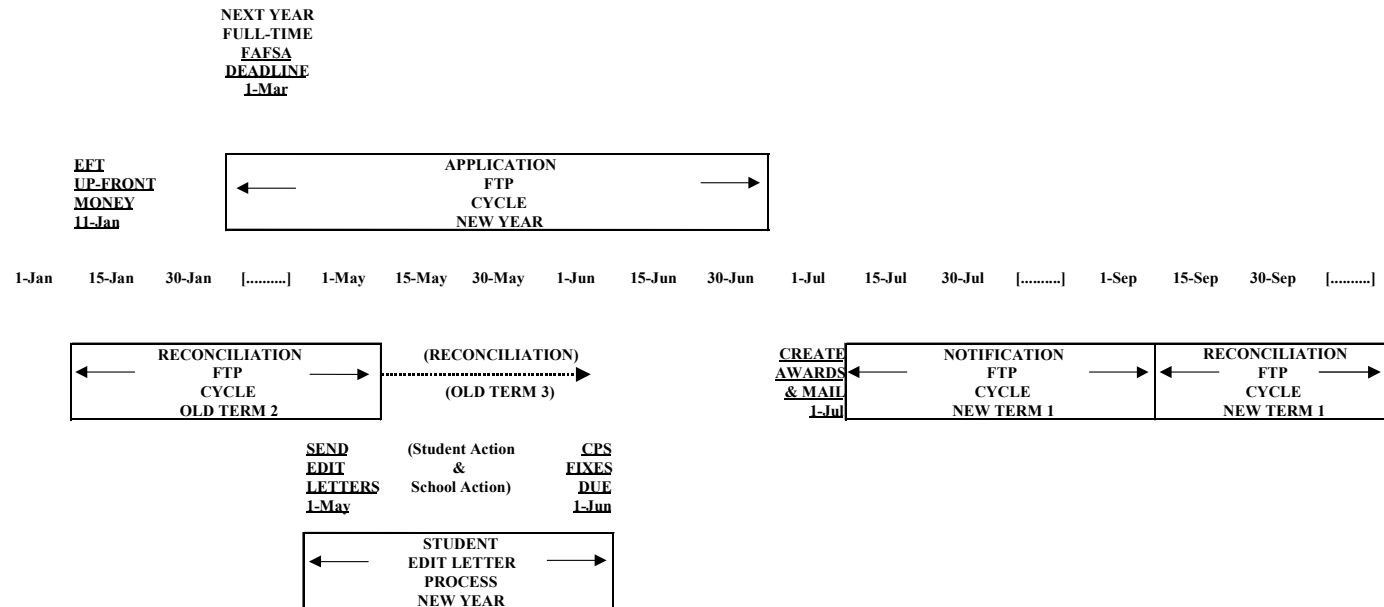 NEXT YEAR
FULL-TIME
FAFSA
DEADLINE
1-Mar
EFT
UP-FRONT
MONEY
11-Jan
APPLICATION
FTP
CYCLE
NEW YEAR
1-Jan 15-Jan 30-Jan [..........] 1-May 15-May 30-May 1-Jun 15-Jun 30-Jun 1-Jul 15-Jul 30-Jul [..........] 1-Sep 15-Sep 30-Sep [..........]
RECONCILIATION
FTP
CYCLE
OLD TERM 2
(RECONCILIATION)
(OLD TERM 3)
CREATE
AWARDS
& MAIL
1-Jul
NOTIFICATION
FTP
CYCLE
NEW TERM 1
RECONCILIATION
FTP
CYCLE
NEW TERM 1
SEND
EDIT
LETTERS
1-May
(Student Action
&
School Action)
CPS
FIXES
DUE
1-Jun
STUDENT
EDIT LETTER
PROCESS
NEW YEAR